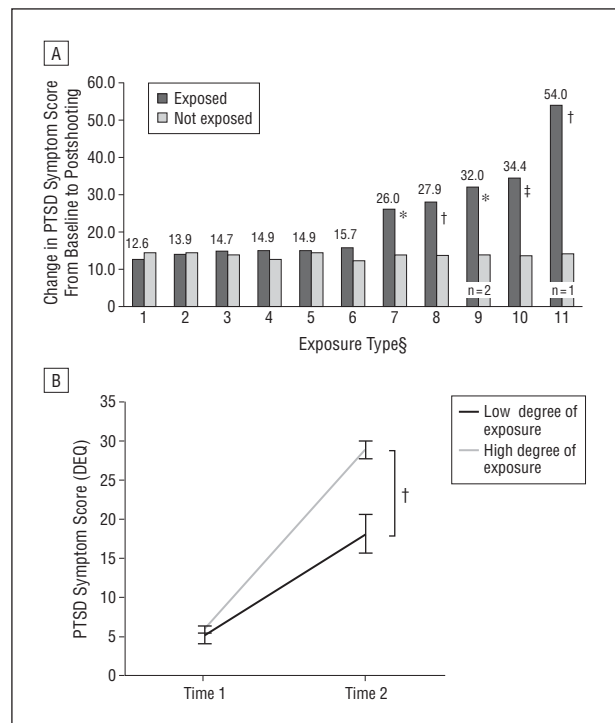 A
Change in PTSD Symptom Score
From Baseline to Postshooting
60.0
50.0
40.0
30.0
20.0
10.0
0.0
Exposed
Not exposed
12.6
13.9
14.7
14.9
14.9
15.7
26.0
*
27.9
†
32.0
*
34.4
‡
54.0
†
n=2
n=1
1 2 3 4 5 6 7 8 9 10 11
Exposure Type§
B
PTSD Symptom Score (DEQ)
35
30
25
20
15
10
5
0
Low degree of
exposure
High degree of
exposure
†
Time 1 Time 2